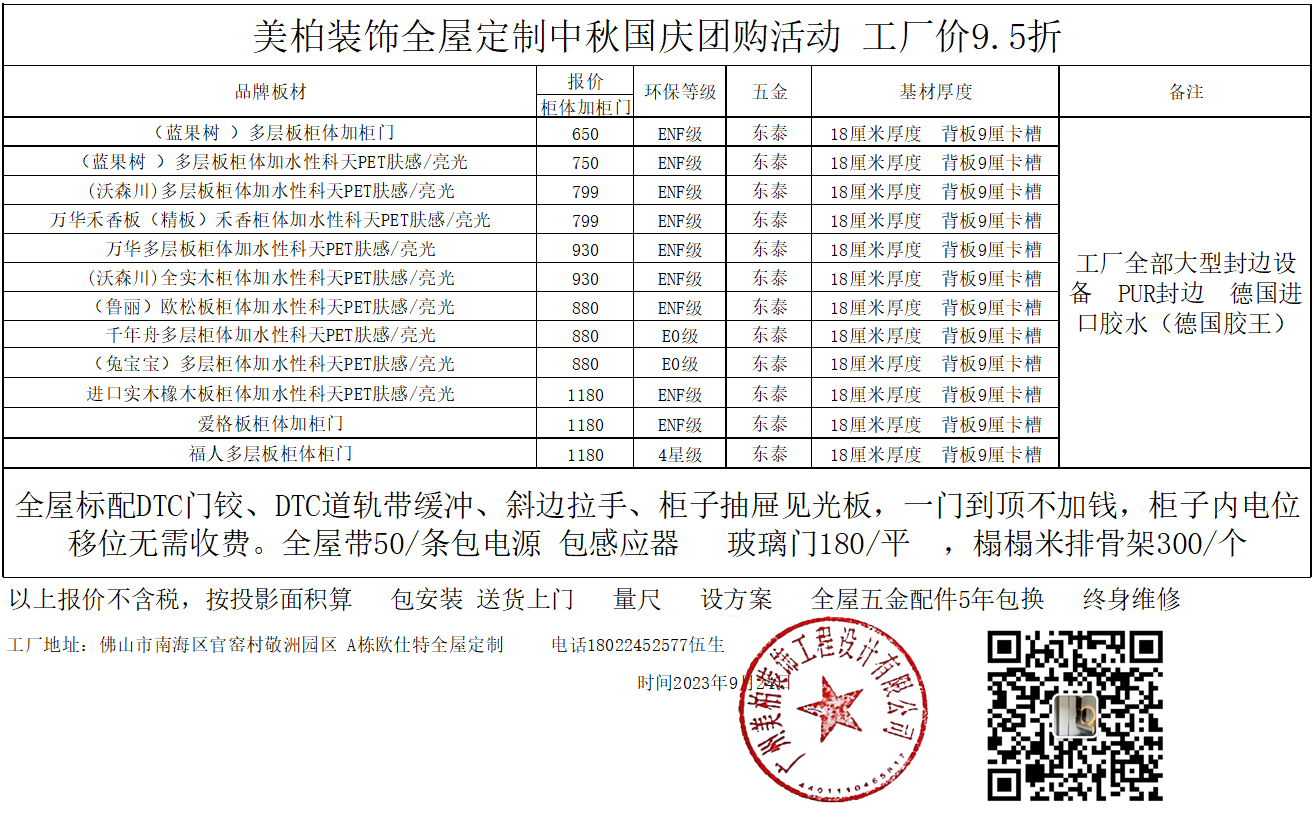 美柏装饰全屋定制中秋国庆团购活动 工厂价9.5折
品牌板材 报价 柜体加柜门 环保等级 五金 基材厚度 备注
（蓝果树 ）多层板柜体加柜门 650 ENF级 东泰 18厘米厚度 背板9厘卡槽
（蓝果树 ）多层板柜体加水性科天PET肤感/亮光 750 ENF级 东泰 18厘米厚度 背板9厘卡槽
(沃森川)多层板柜体加水性科天PET肤感/亮光 799 ENF级 东泰 18厘米厚度 背板9厘卡槽
万华禾香板（精板）禾香柜体加水性科天PET肤感/亮光 799 ENF级 东泰 18厘米厚度 背板9厘卡槽
万华多层板柜体加水性科天PET肤感/亮光 930 ENF级 东泰 18厘米厚度 背板9厘卡槽
(沃森川)全实木柜体加水性科天PET肤感/亮光 930 ENF级 东泰 18厘米厚度 背板9厘卡槽
（鲁丽）欧松板柜体加水性科天PET肤感/亮光 880 ENF级 东泰 18厘米厚度 背板9厘卡槽
千年舟多层柜体加水性科天PET肤感/亮光 880 E0级 东泰 18厘米厚度 背板9厘卡槽
（兔宝宝）多层柜体加水性科天PET肤感/亮光 880 E0级 东泰 18厘米厚度 背板9厘卡槽
进口实木橡木板柜体加水性科天PET肤感/亮光 1180 ENF级 东泰 18厘米厚度 背板9厘卡槽
爱格板柜体加柜门 1180 ENF级 东泰 18厘米厚度 背板9厘卡槽
福人多层板柜体柜门 1180 4星级 东泰 18厘米厚度 背板9厘卡槽
工厂全部大型封边设
备 PUR封边 德国进
口胶水（德国胶王）
全屋标配DTC门铰、DTC道轨带缓冲、斜边拉手、柜子抽屉见光板，一门到顶不加钱，柜子内电位
移位无需收费。全屋带50/条包电源 包感应器 玻璃门180/平 ，榻榻米排骨架300/个
以上报价不含税，按投影面积算 包安装 送货上门 量尺 设方案 全屋五金配件5年包换 终身维修
工厂地址：佛山市南海区官窑村敬洲园区 A栋欧仕特全屋定制 电话18022452577伍生
时间2023年9月
广州美柏装饰工程设计有限公司